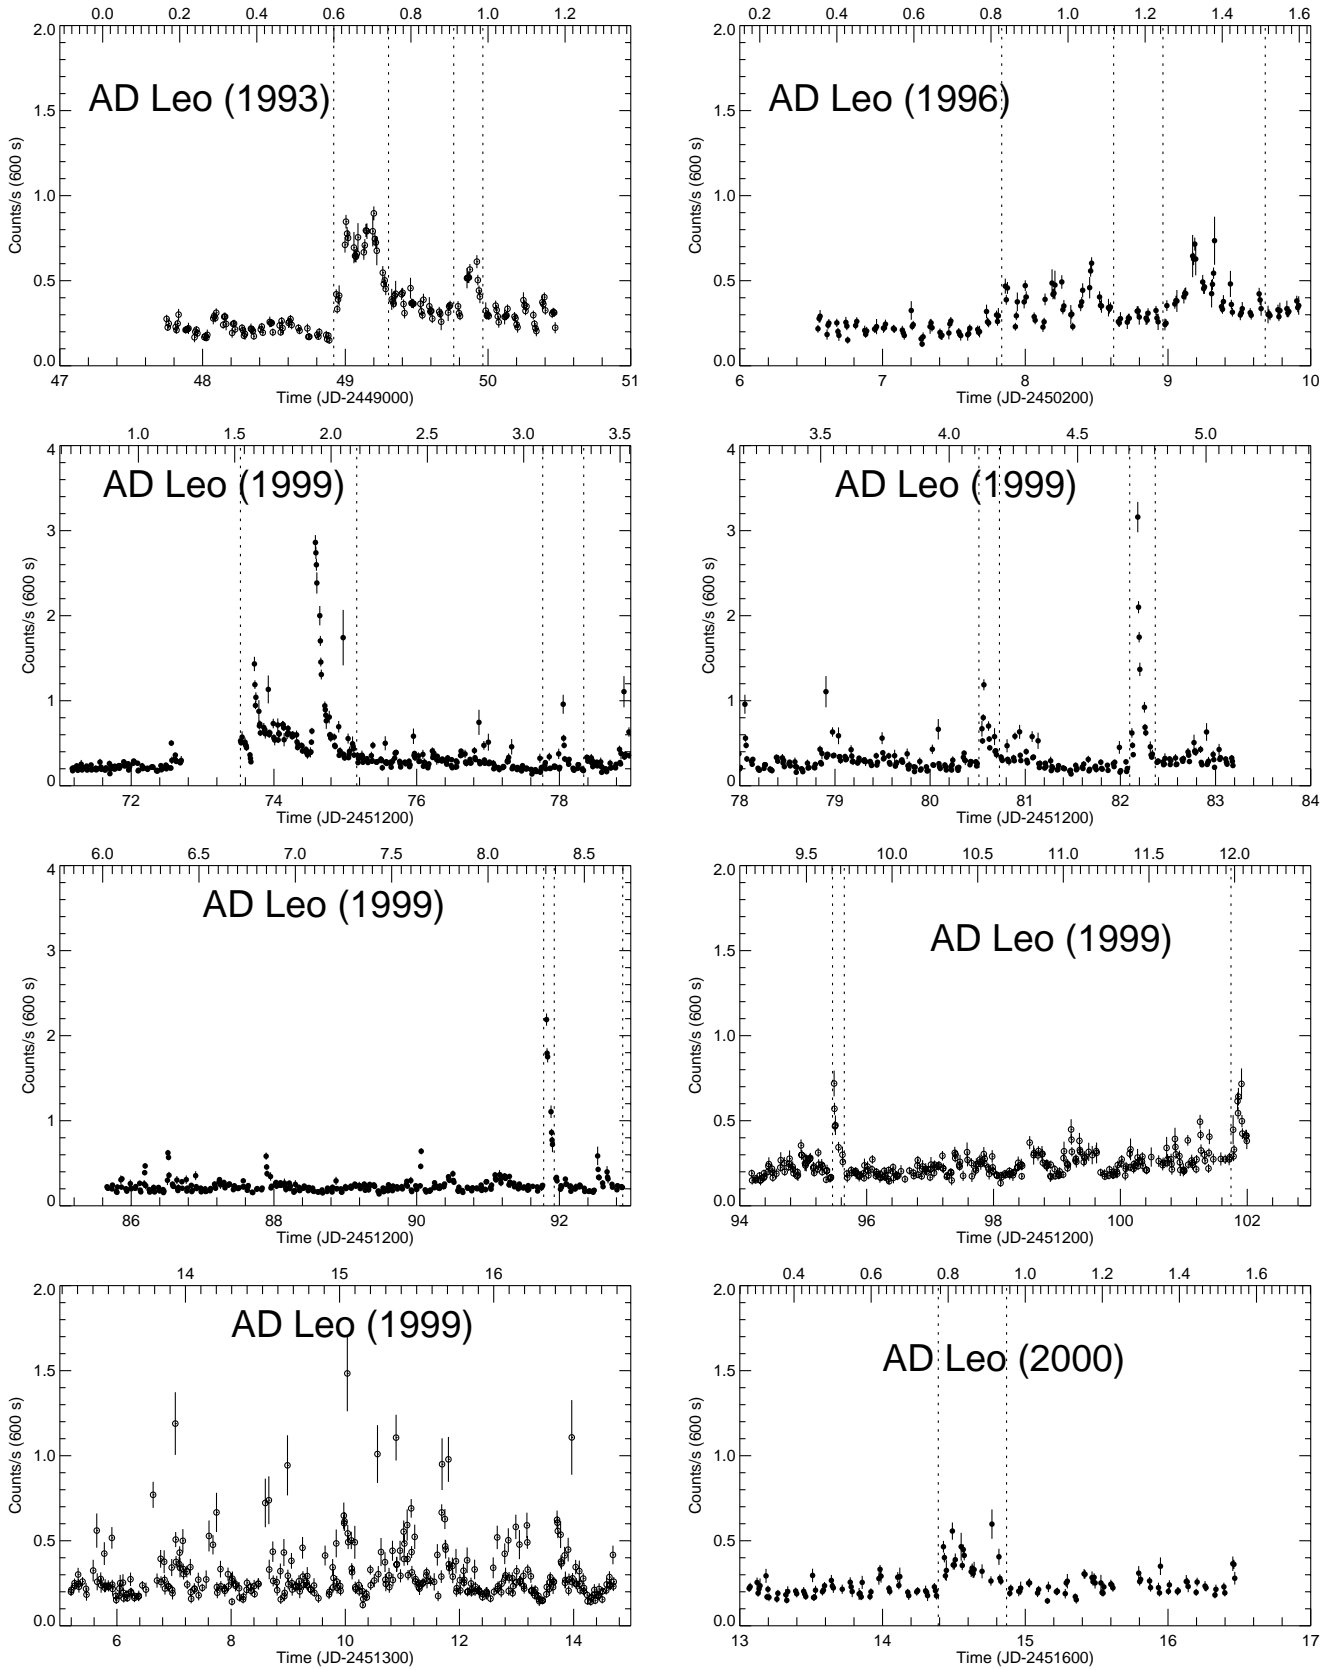 0.0 0.2 0.4 0.6 0.8 1.0 1.2
2.0
1.5
1.0
0.5
0.0
Counts/s (600 s)
AD Leo (1993)
47 48 49 50 51
Time (JD-2449000)
0.2 0.4 0.6 0.8 1.0 1.2 1.4 1.6
2.0
1.5
1.0
0.5
0.0
Counts/s (600 s)
AD Leo (1996)
6 7 8 9 10
Time (JD-2450200)
1.0 1.5 2.0 2.5 3.0 3.5
4
3
2
1
0
Counts/s (600 s)
AD Leo (1999)
72 74 76 78
Time (JD-2451200)
3.5 4.0 4.5 5.0
4
3
2
1
0
Counts/s (600 s)
AD Leo (1999)
78 79 80 81 82 83 84
Time (JD-2451200)
6.0 6.5 7.0 7.5 8.0 8.5
4
3
2
1
0
Counts/s (600 s)
AD Leo (1999)
86 88 90 92
Time (JD-2451200)
9.5 10.0 10.5 11.0 11.5 12.0
2.0
1.5
1.0
0.5
0.0
Counts/s (600 s)
AD Leo (1999)
94 96 98 100 102
Time (JD-2451200)
14 15 16
2.0
1.5
1.0
0.5
0.0
Counts/s (600 s)
AD Leo (1999)
6 8 10 12 14
Time (JD-2451300)
0.4 0.6 0.8 1.0 1.2 1.4 1.6
2.0
1.5
1.0
0.5
0.0
Counts/s (600 s)
AD Leo (2000)
13 14 15 16 17
Time (JD-2451600)